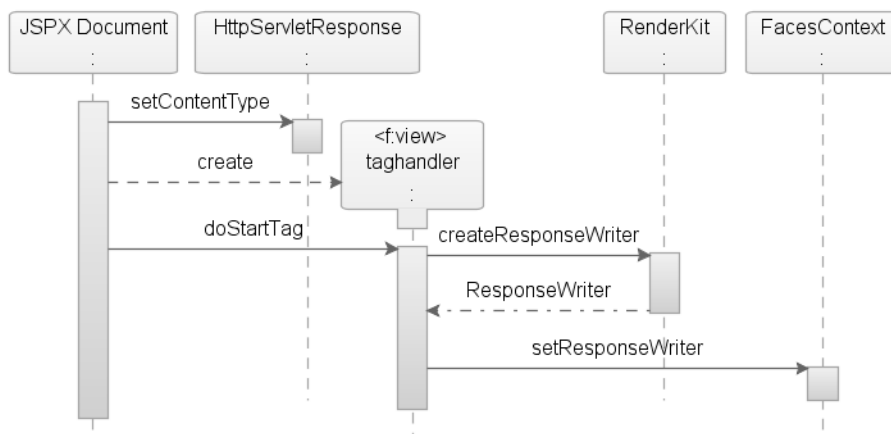 JSPX Document
:
HttpServletResponse
:
RenderKit
:
FacesContext
:
setContentType
<f:view>
taghandler
:
create
doStartTag
createResponseWriter
ResponseWriter
setResponseWriter